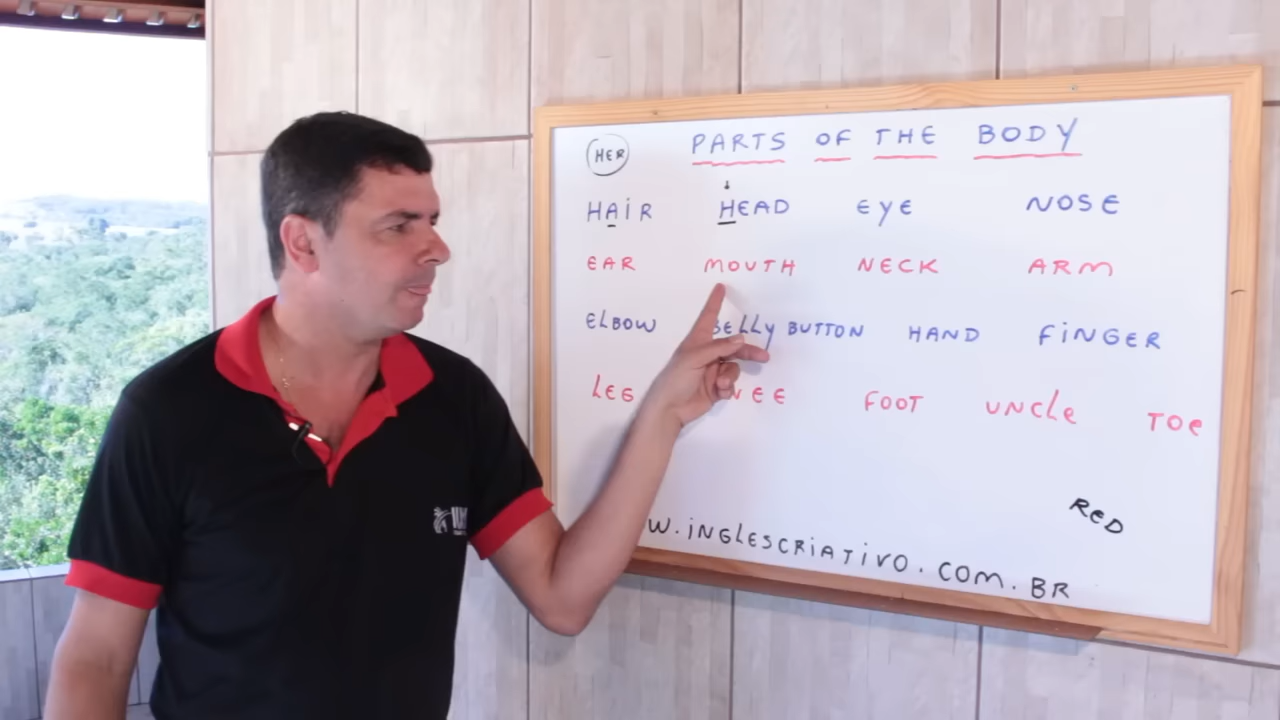 HER PARTS OF THE BODY
HAiR HEAD EyE NOSE
EAR MOUTH NECK ARM
ElBOW BElly BUTTON HAND FiNGER
LEG NEE FOOT UNClE TOe
ReD
W.iNGLESCRiATiVO.COM.BR